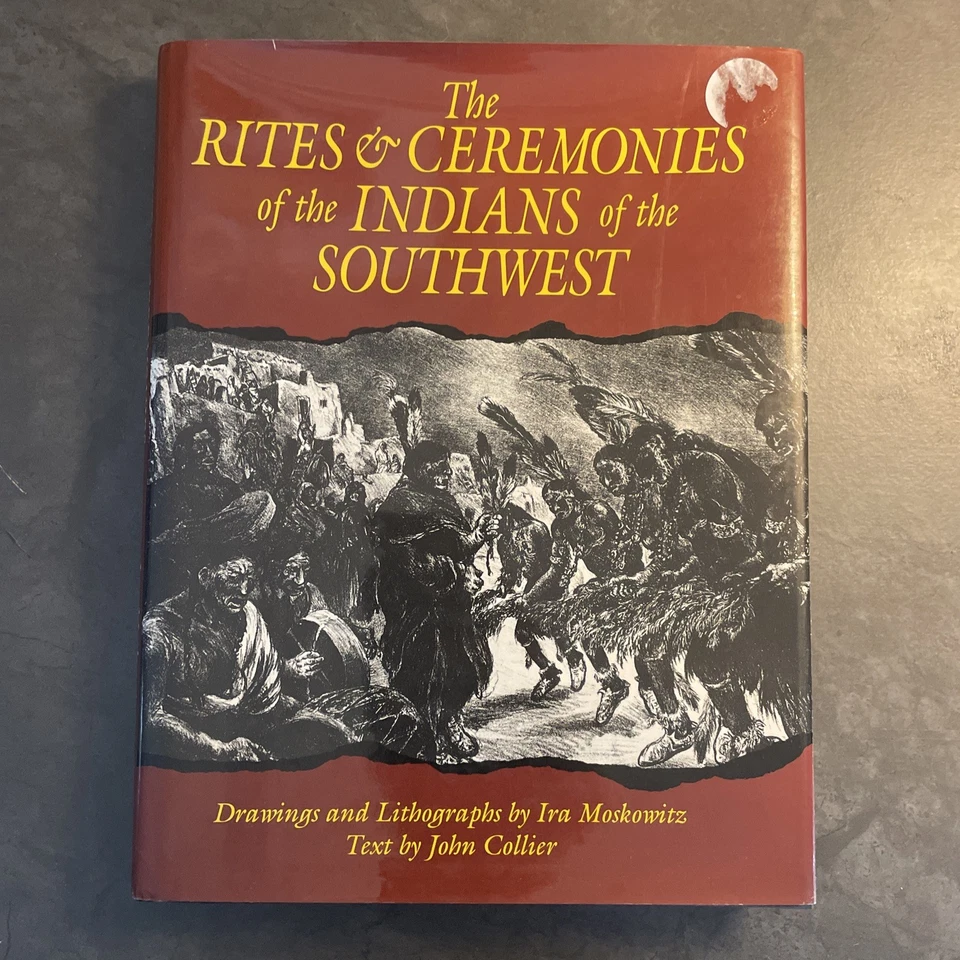 The
RITES & CEREMONIES
of the INDIANS of the
SOUTHWEST
Drawings and Lithographs by Ira Moskowitz
Text by John Collier